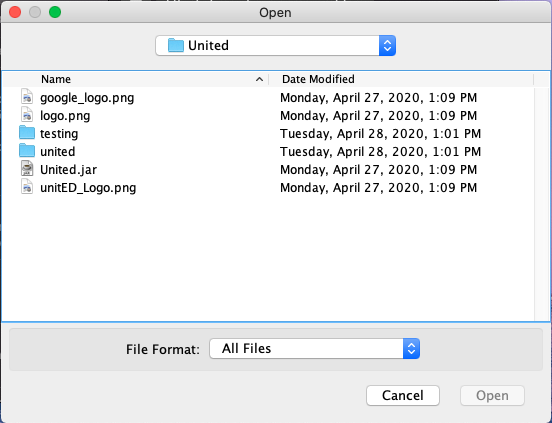 Open
United
Name Date Modified
google_logo.png Monday, April 27, 2020, 1:09 PM
logo.png Monday, April 27, 2020, 1:09 PM
testing Tuesday, April 28, 2020, 1:01 PM
united Tuesday, April 28, 2020, 1:01 PM
United.jar Monday, April 27, 2020, 1:09 PM
unitED_Logo.png Monday, April 27, 2020, 1:09 PM
File Format: All Files
Cancel Open